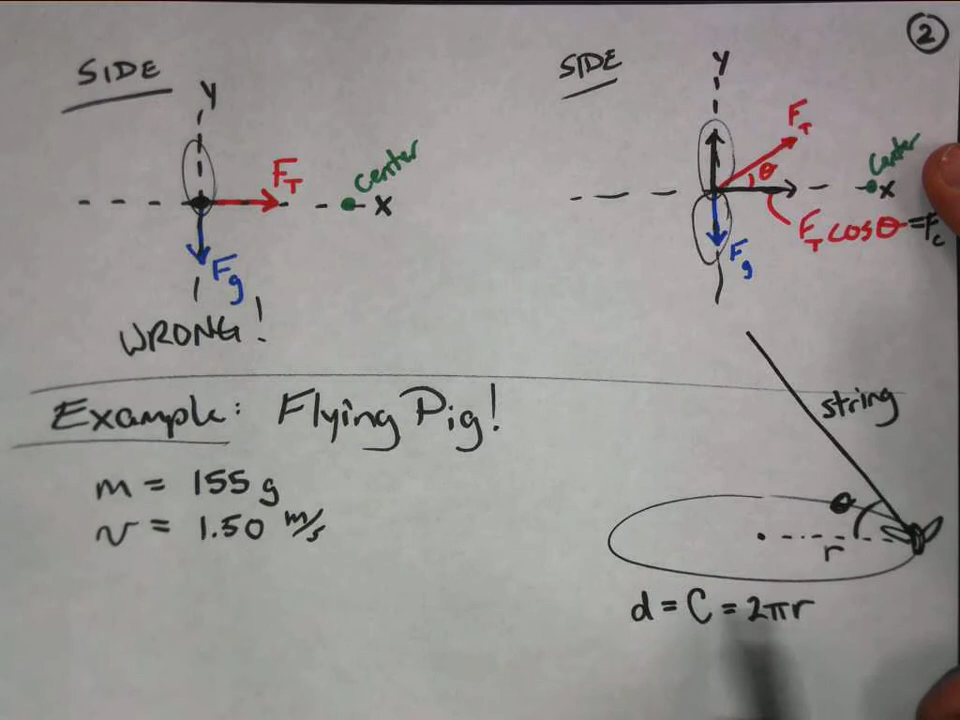 2
SIDE
y
F_T
center
x
F_g
WRONG!
SIDE
y
F_T
θ
center
x
F_T cosθ = F_c
F_g
Example: Flying Pig!
m = 155 g
v = 1.50 m/s
string
θ
r
d = C = 2πr